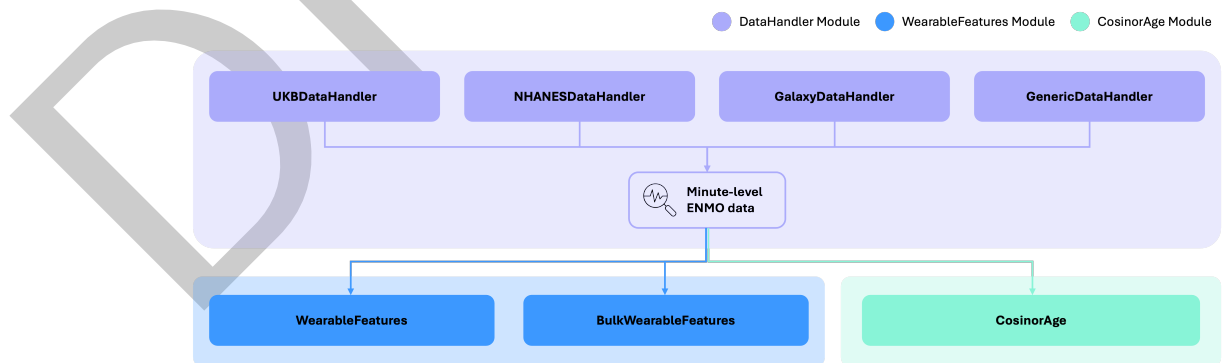 DataHandler Module
WearableFeatures Module
CosinorAge Module
UKBDataHandler
NHANESDataHandler
GalaxyDataHandler
GenericDataHandler
Minute-level
ENMO data
WearableFeatures
BulkWearableFeatures
CosinorAge